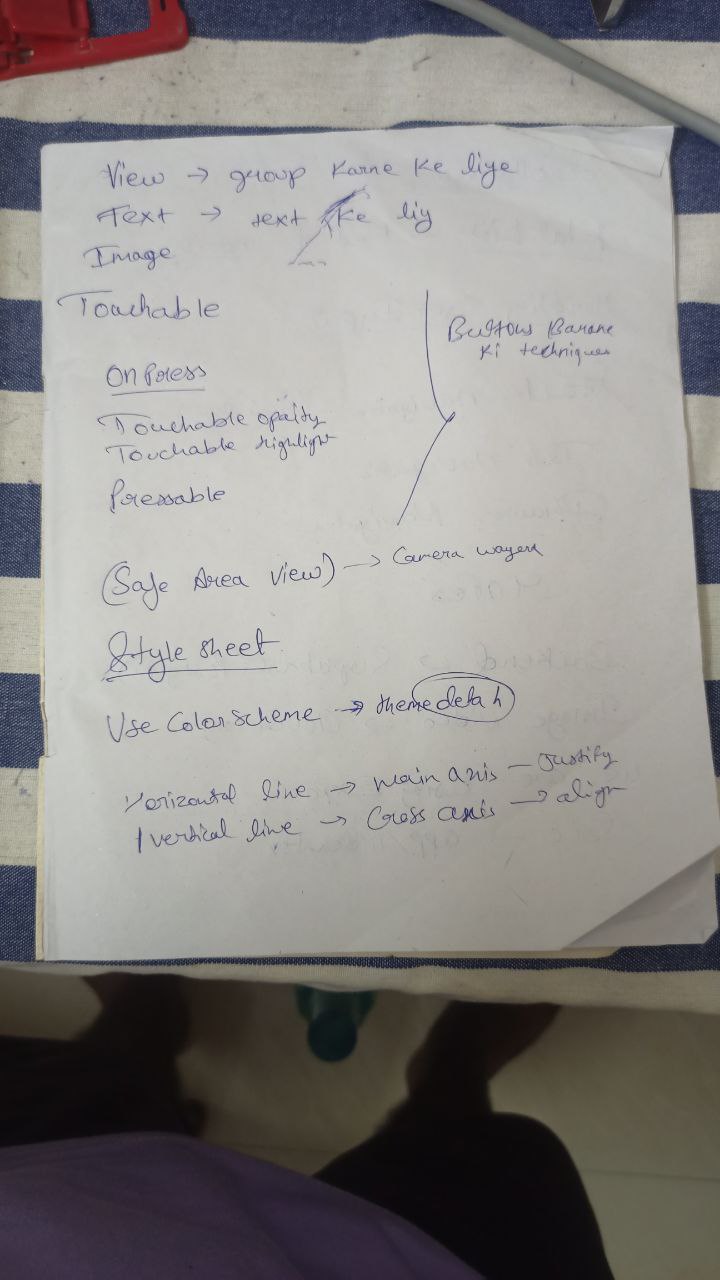 View → group Karne Ke liye
Text → text Ke liy
Image
Touchable
Buttons Banane
Ki techniques
On Press
Touchable opaity
Touchable highlight
Pressable
(Safe Area view) → Camera wagera
Style sheet
Use Color scheme → theme detah
Horizontal line → main axis — Justify
| vertical line → Cross axis → align